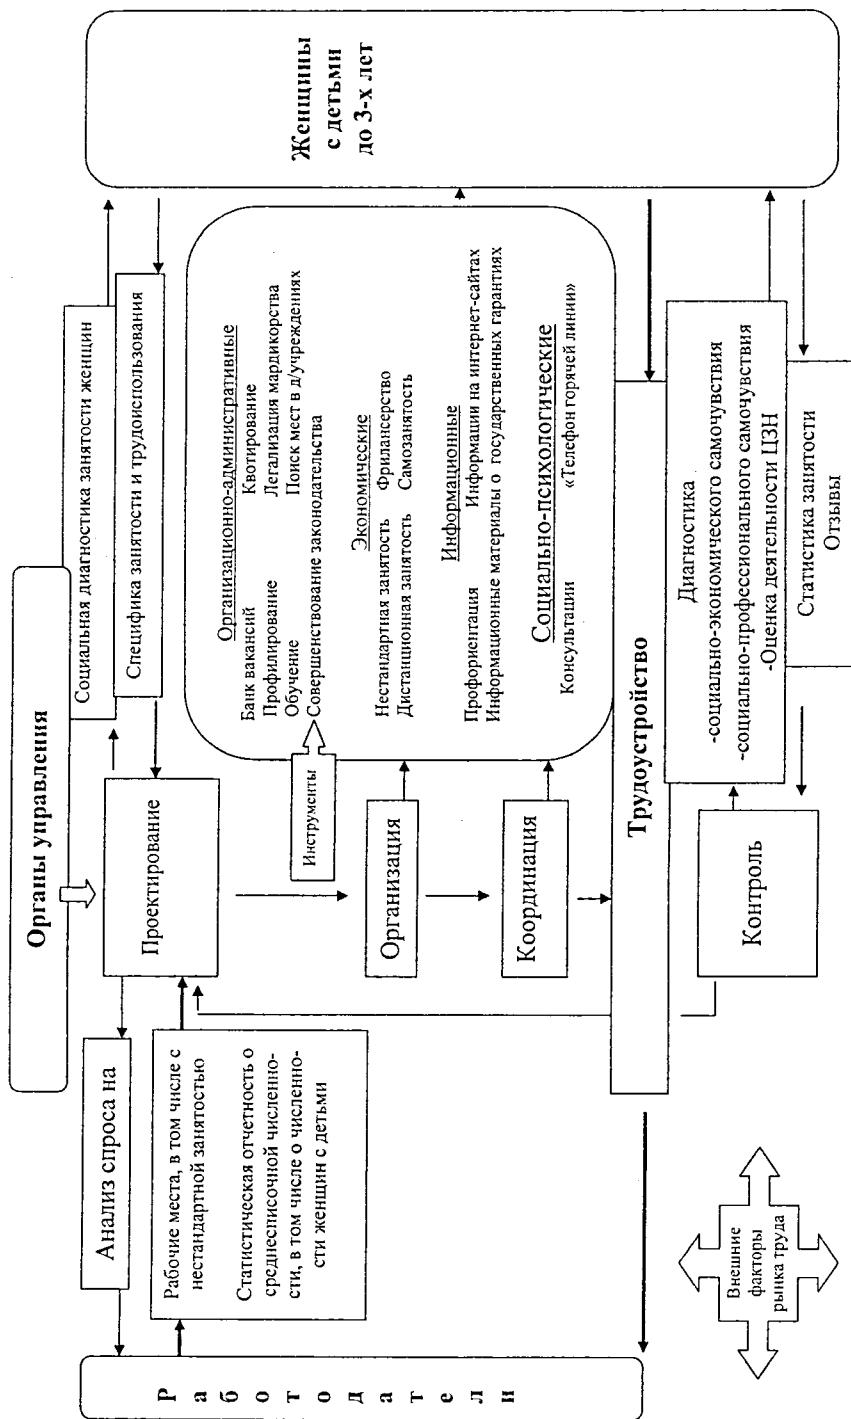 Органы управления
Анализ спроса на
Проектирование
Социальная диагностика занятости женщин
Специфика занятости и трудоиспользования
Женщины
с детьми
до 3-х лет
Работодатели
Рабочие места, в том числе с
нестандартной занятостью
Статистическая отчетность о
среднесписочной численно-
сти, в том числе о численно-
сти женщин с детьми
Инструменты
Организационно-административные
Банк вакансий Квотирование
Профилирование Легализация мардикорства
Обучение Поиск мест в д/учреждениях
Совершенствование законодательства
Экономические
Нестандартная занятость Фрилансерство
Дистанционная занятость Самозанятость
Информационные
Профориентация Информации на интернет-сайтах
Информационные материалы о государственных гарантиях
Социально-психологические
Консультации «Телефон горячей линии»
Организация
Координация
Трудоустройство
Внешние
факторы
рынка труда
Контроль
Диагностика
-социально-экономического самочувствия
-социально-профессионального самочувствия
-Оценка деятельности ЦЗН
Статистика занятости
Отзывы